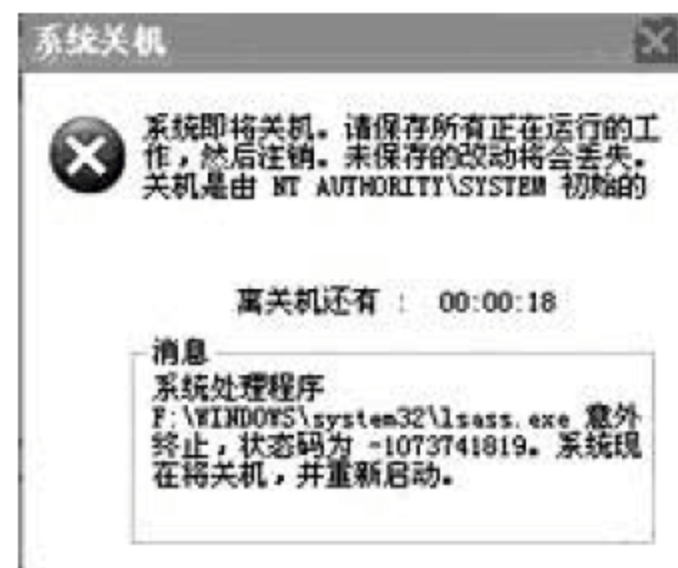 系统关机
系统即将关机。请保存所有正在运行的工
作，然后注销。未保存的改动将会丢失。
关机是由 NT AUTHORITY\SYSTEM 初始的
离关机还有 : 00:00:18
消息
系统处理程序
F:\WINDOWS\system32\lsass.exe 意外
终止，状态码为 -1073741819。系统现
在将关机，并重新启动。